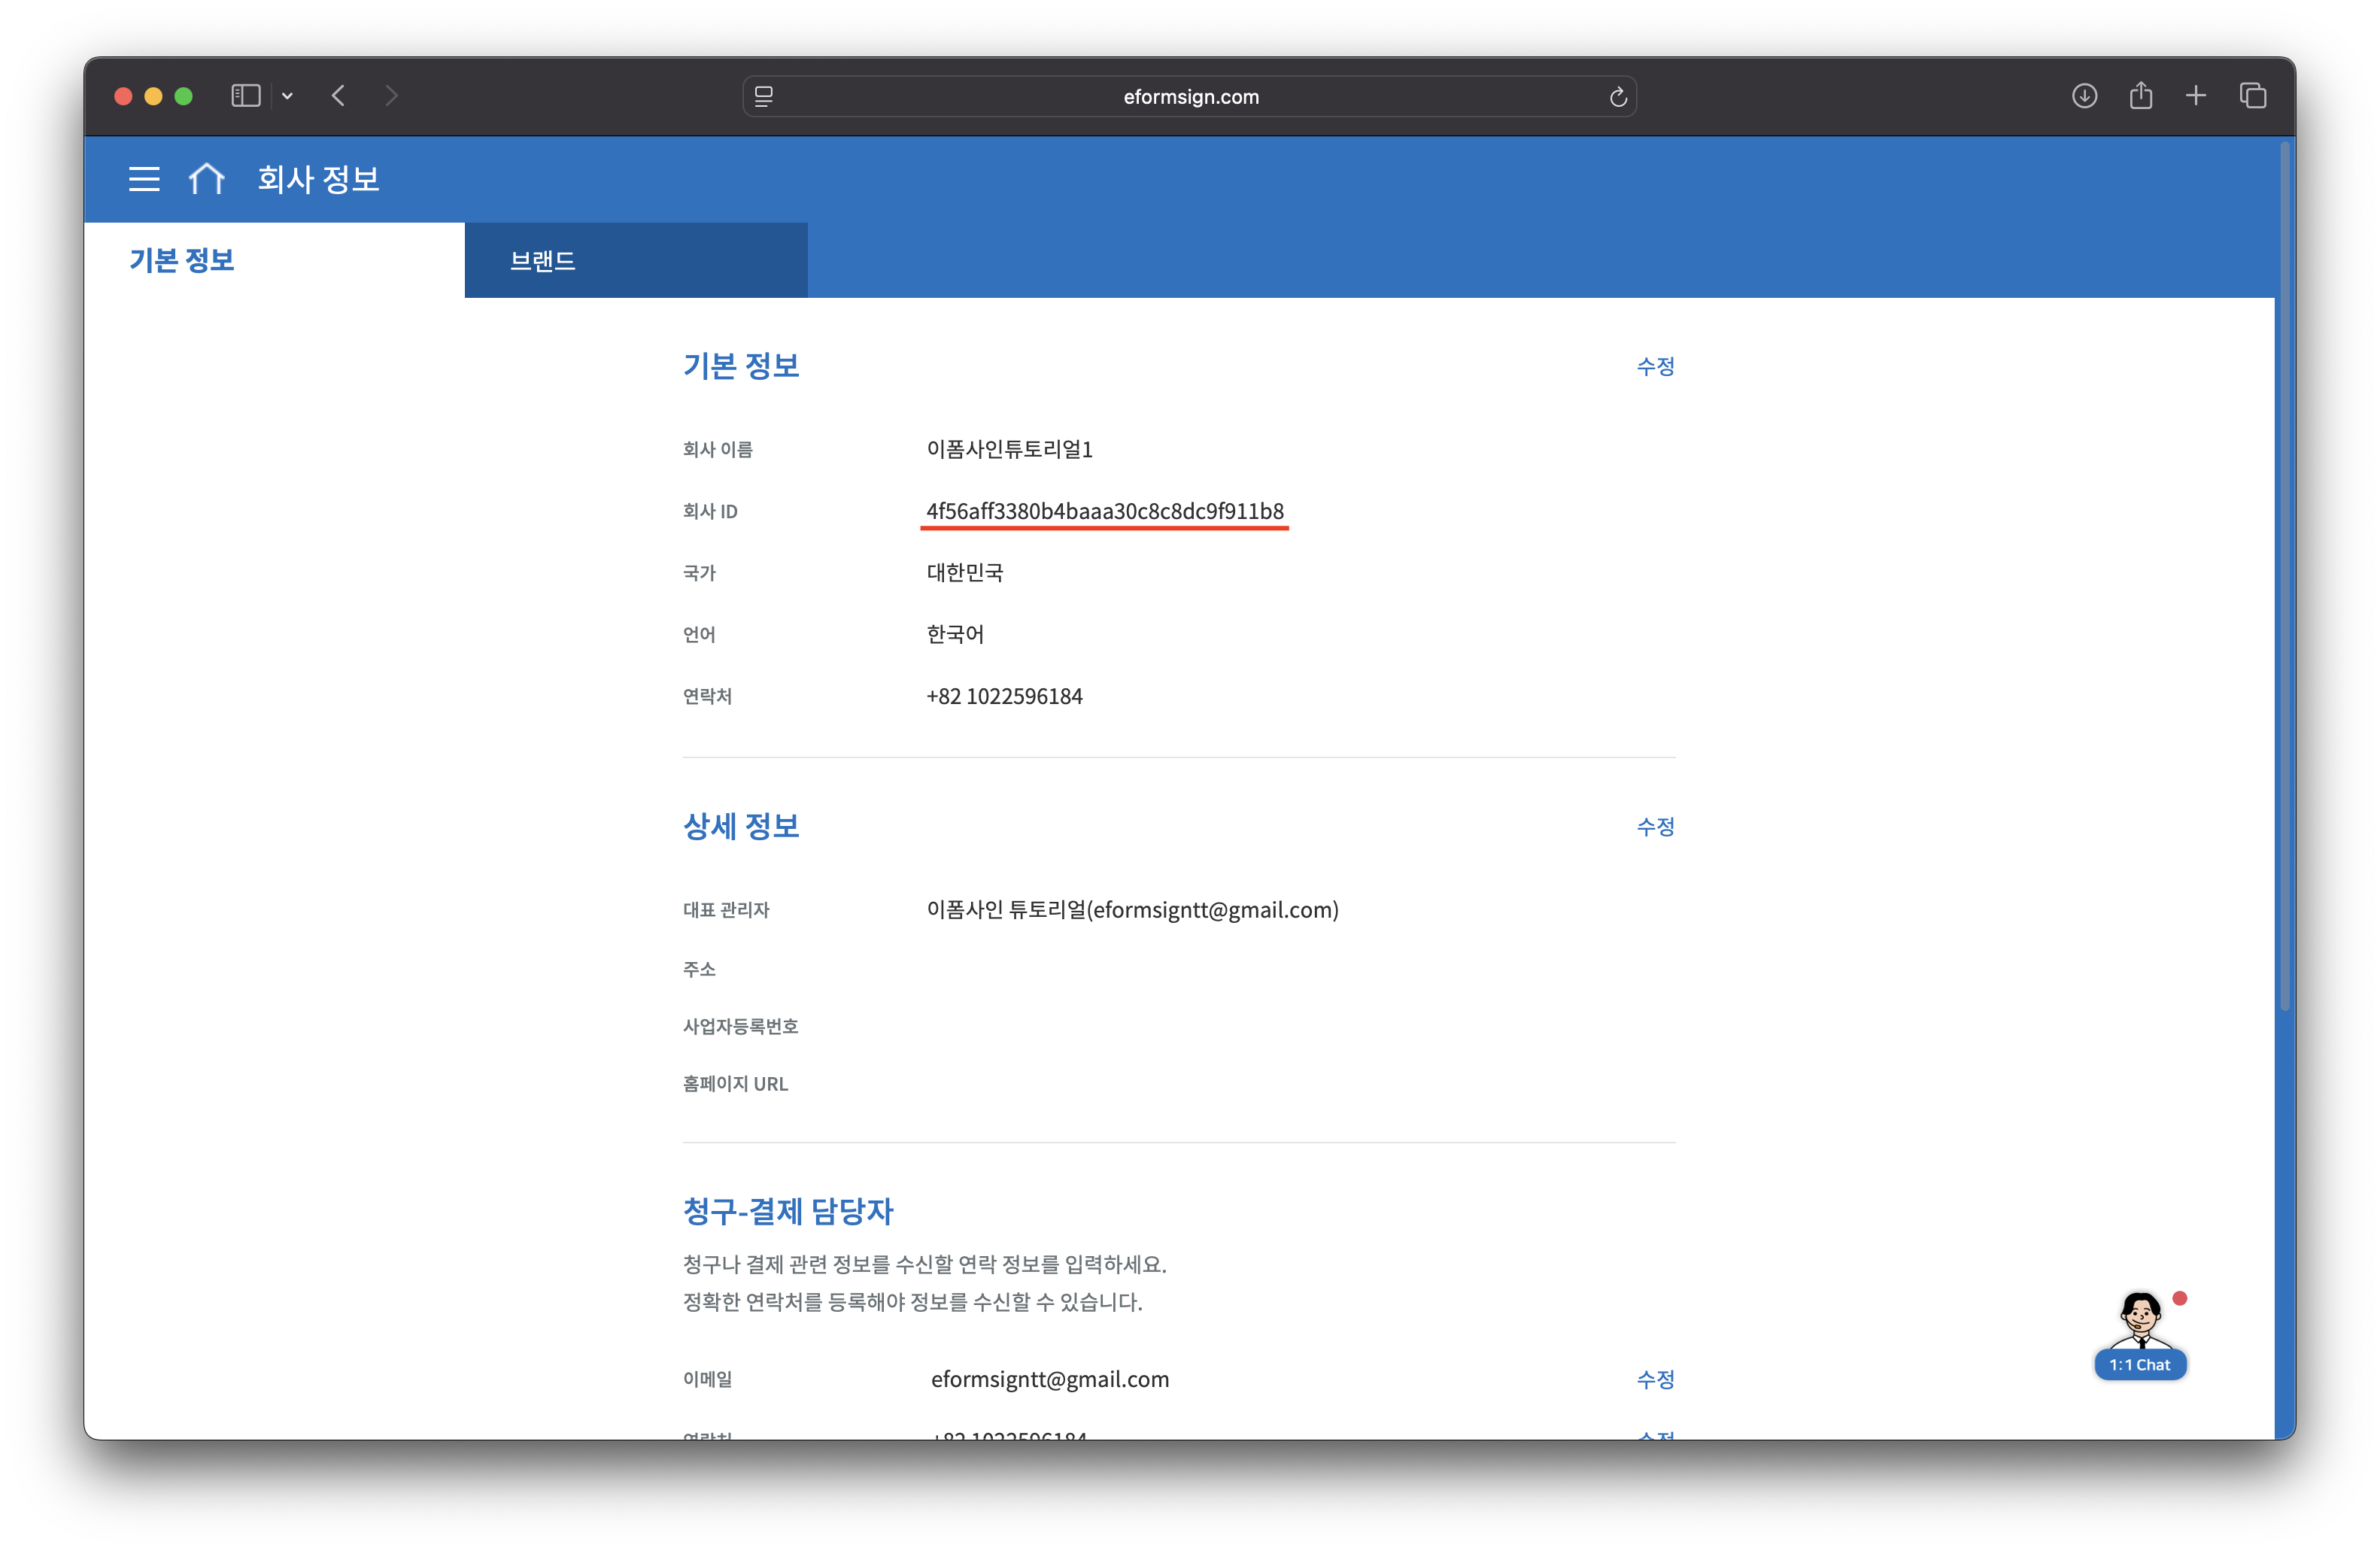 eformsign.com
회사 정보
기본 정보
브랜드
기본 정보
수정
회사 이름
이폼사인튜토리얼1
회사 ID
4f56aff3380b4baaa30c8c8dc9f911b8
국가
대한민국
언어
한국어
연락처
+82 1022596184
상세 정보
수정
대표 관리자
이폼사인 튜토리얼(eformsigntt@gmail.com)
주소
사업자등록번호
홈페이지 URL
청구-결제 담당자
청구나 결제 관련 정보를 수신할 연락 정보를 입력하세요.
정확한 연락처를 등록해야 정보를 수신할 수 있습니다.
이메일
eformsigntt@gmail.com
수정
1:1 Chat
연락처
+82 1022596184
수정